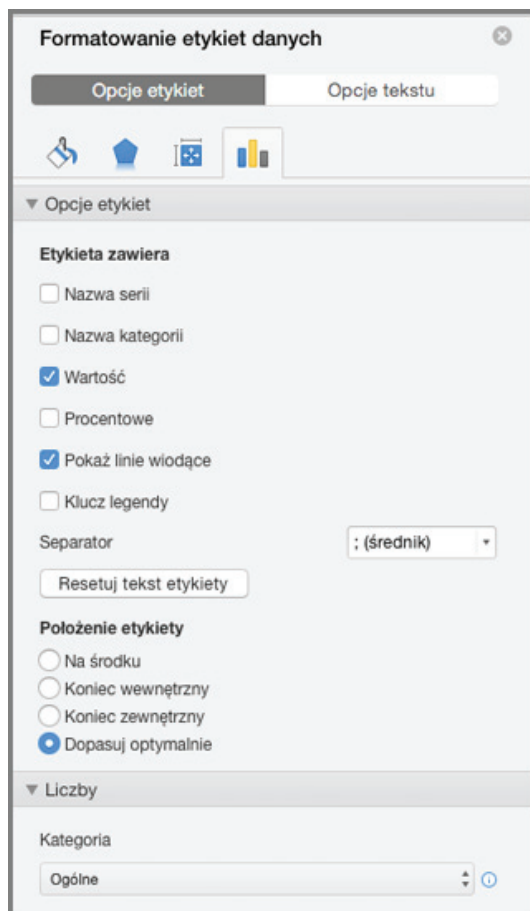 Formatowanie etykiet danych
Opcje etykiet Opcje tekstu
Opcje etykiet
Etykieta zawiera
Nazwa serii
Nazwa kategorii
Wartość
Procentowe
Pokaż linie wiodące
Klucz legendy
Separator ; (średnik)
Resetuj tekst etykiety
Położenie etykiety
Na środku
Koniec wewnętrzny
Koniec zewnętrzny
Dopasuj optymalnie
Liczby
Kategoria
Ogólne